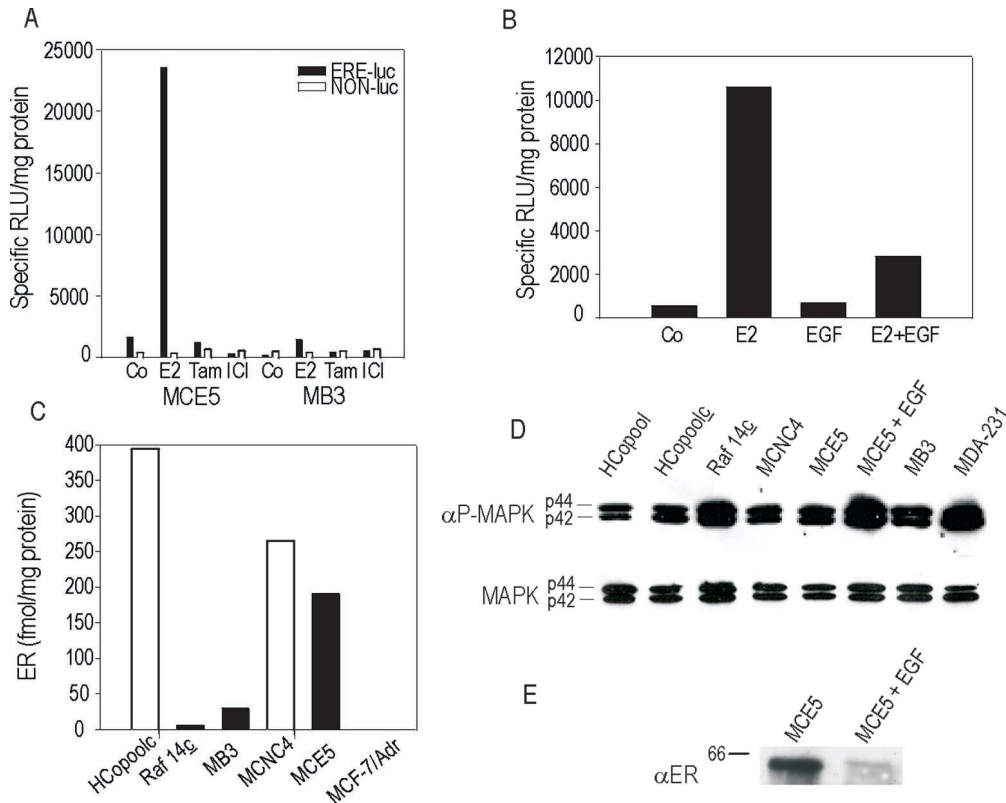 A
Specific RLU/mg protein
25000
20000
15000
10000
5000
0
ERE-luc
NON-luc
Co E2 Tam ICI Co E2 Tam ICI
MCE5 MB3
B
Specific RLU/mg protein
12000
10000
8000
6000
4000
2000
0
Co E2 EGF E2+EGF
C
ER (fmol/mg protein)
400
350
300
250
200
150
100
50
0
HCopoolc
Raf 14c
MB3
MCNC4
MCE5
MCF-7/Adr
D
HCopool
HCopoolc
Raf 14c
MCNC4
MCE5
MCE5 + EGF
MB3
MDA-231
αP-MAPK
p44
p42
MAPK
p44
p42
E
MCE5
MCE5 + EGF
66
αER